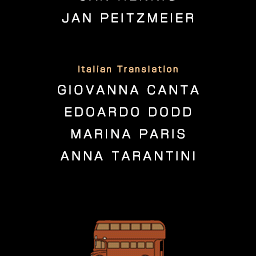 JAN PEITZMEIER
Italian Translation
GIOVANNA CANTA
EDOARDO DODD
MARINA PARIS
ANNA TARANTINI